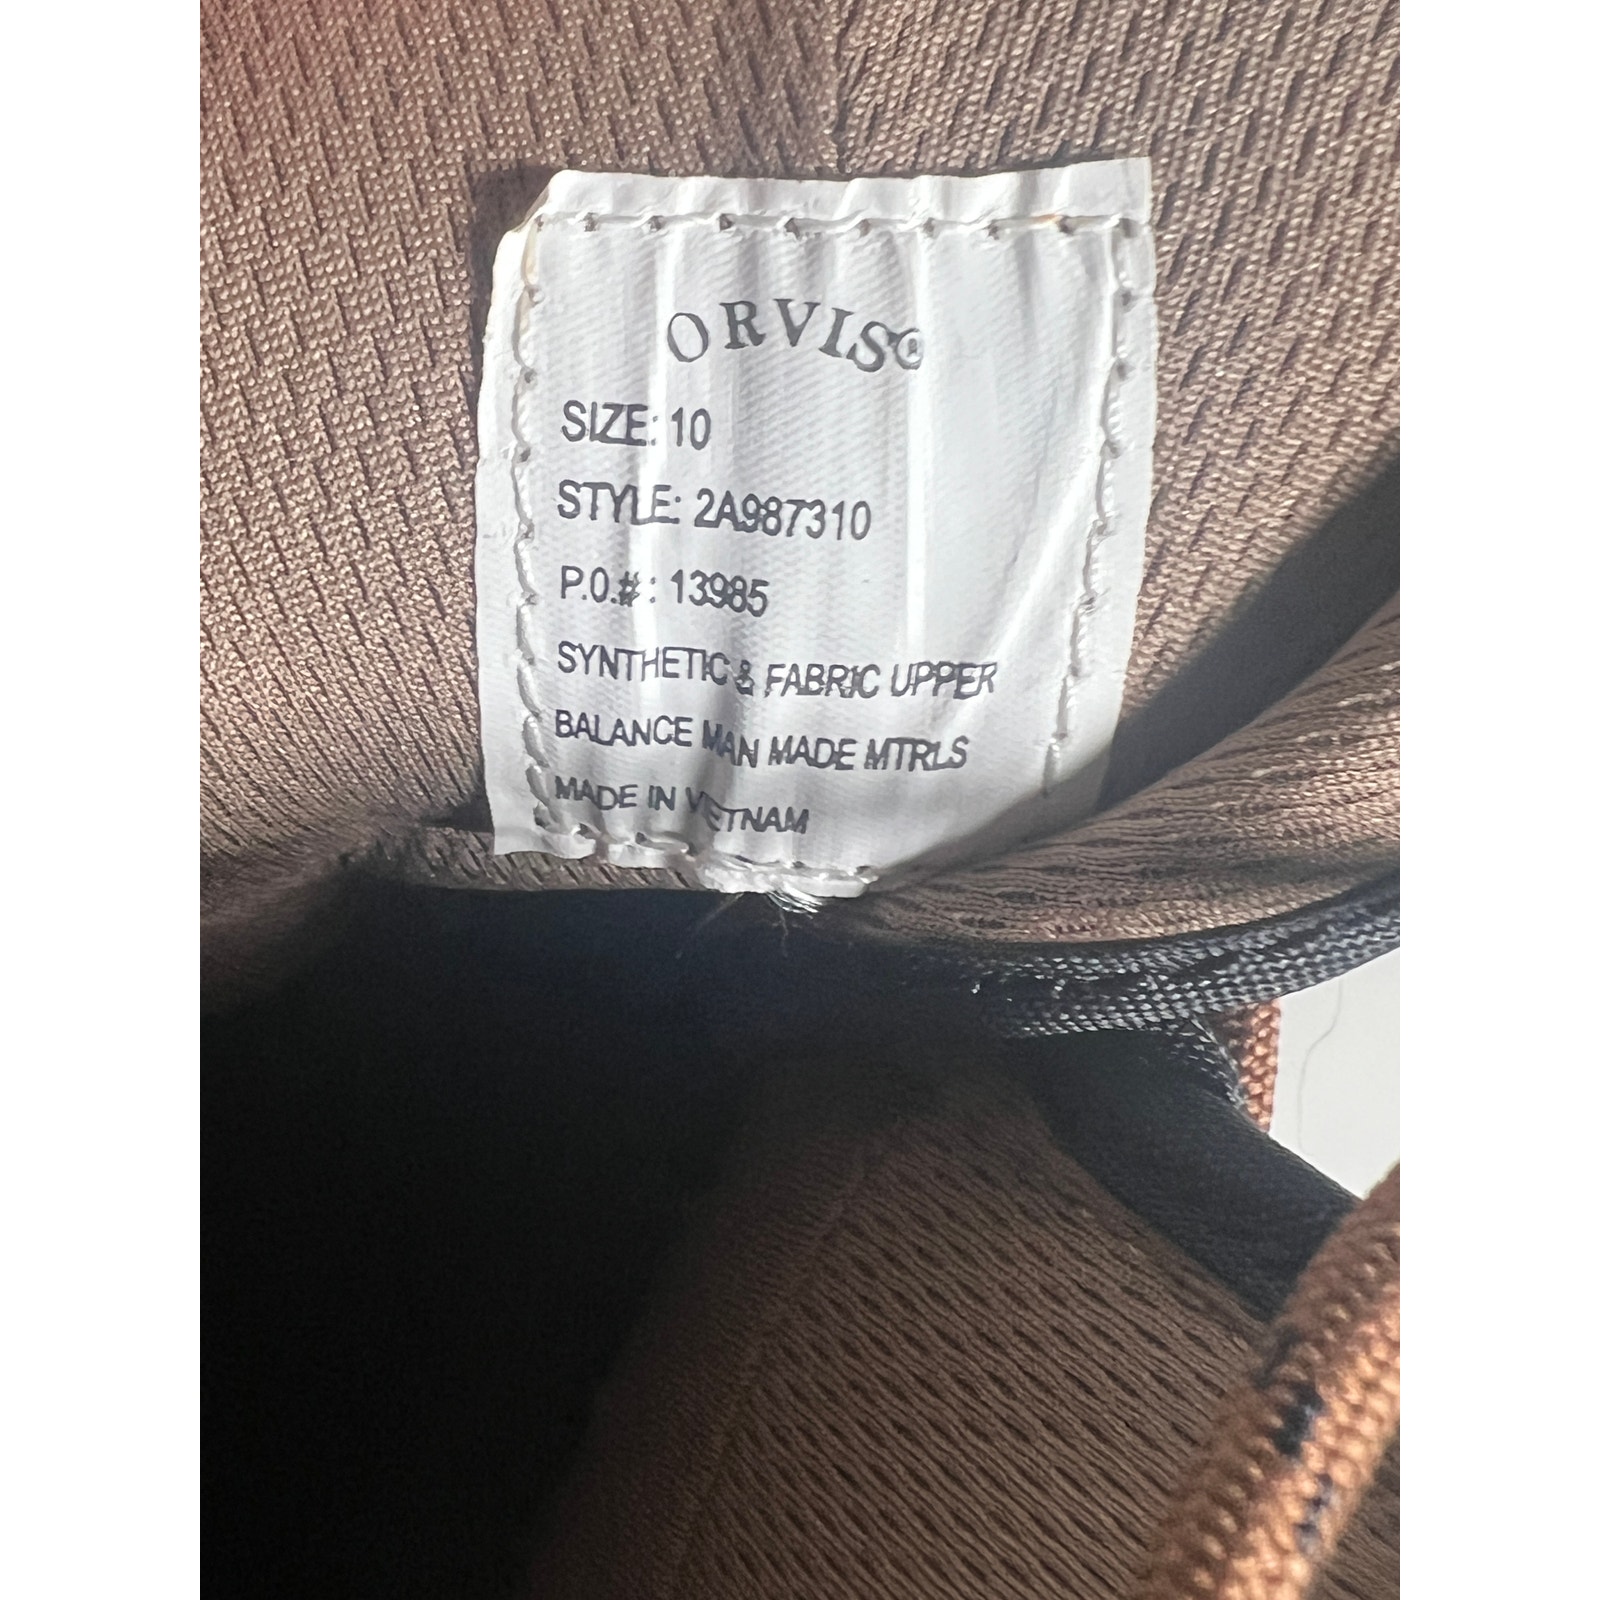 ORVIS®
SIZE: 10
STYLE: 2A987310
P.O.#: 13985
SYNTHETIC & FABRIC UPPER
BALANCE MAN MADE MTRLS
MADE IN VIETNAM